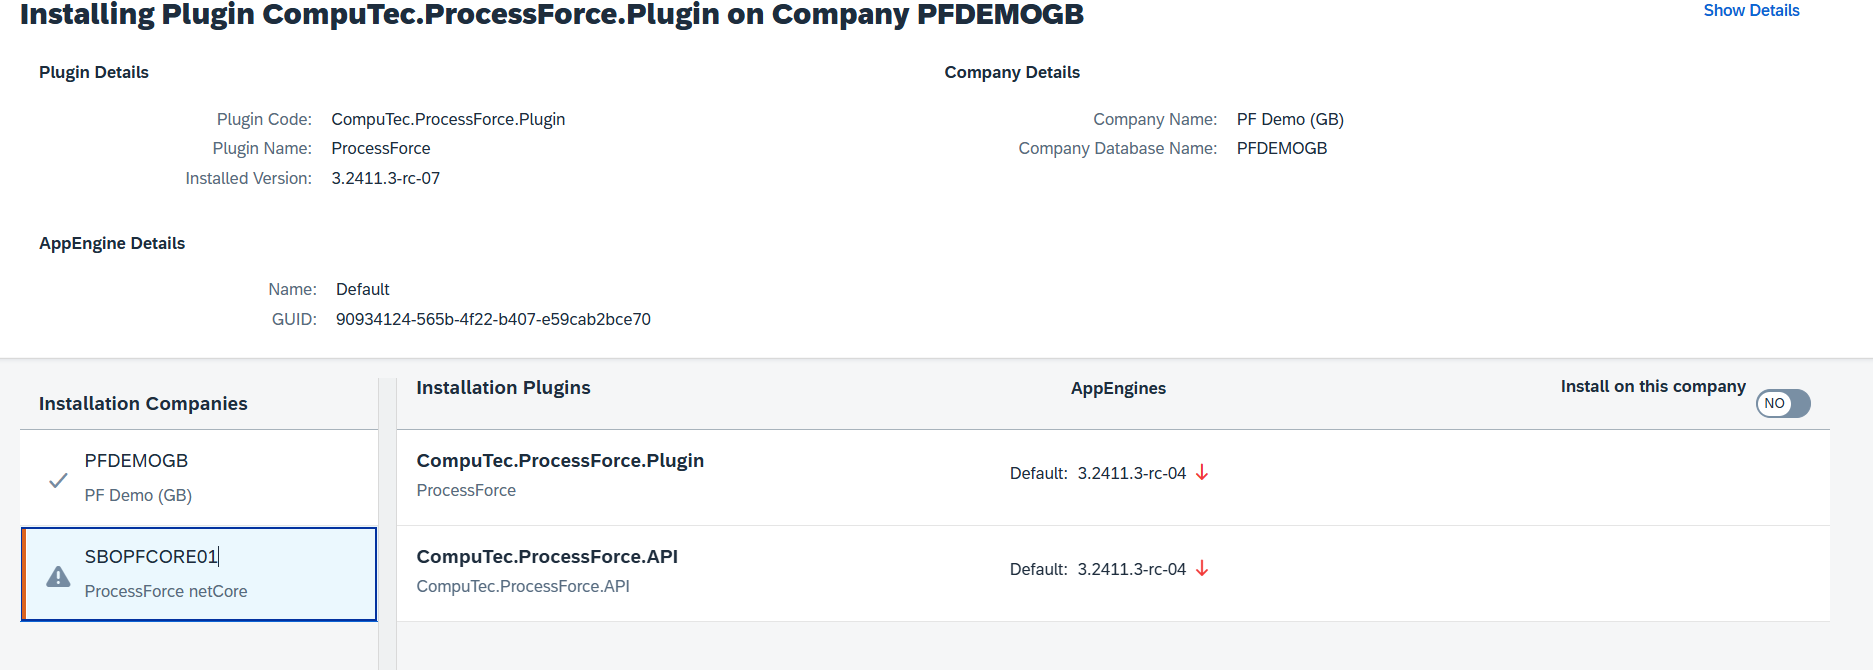 Installing Plugin CompuTec.ProcessForce.Plugin on Company PFDEMOGB
Show Details
Plugin Details
Plugin Code: CompuTec.ProcessForce.Plugin
Plugin Name: ProcessForce
Installed Version: 3.2411.3-rc-07
Company Details
Company Name: PF Demo (GB)
Company Database Name: PFDEMOGB
AppEngine Details
Name: Default
GUID: 90934124-565b-4f22-b407-e59cab2bce70
Installation Companies
PFDEMOGB
PF Demo (GB)
SBOPFCORE01
ProcessForce netCore
Installation Plugins
AppEngines
Install on this company
NO
CompuTec.ProcessForce.Plugin
ProcessForce
Default: 3.2411.3-rc-04
CompuTec.ProcessForce.API
CompuTec.ProcessForce.API
Default: 3.2411.3-rc-04